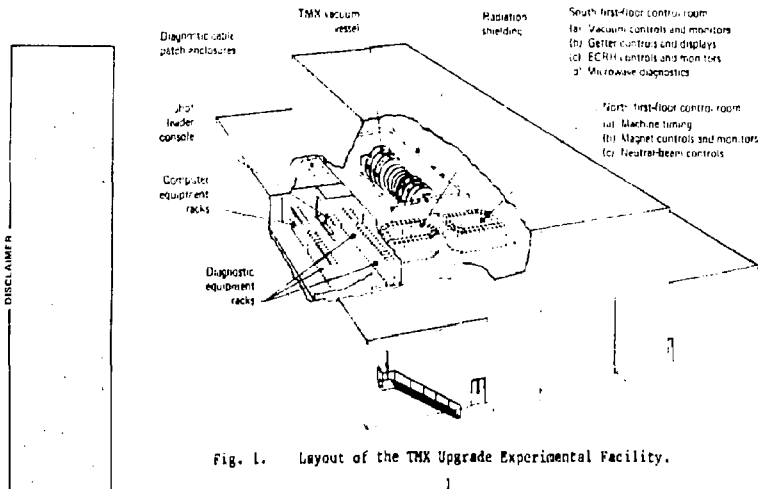 DISCLAIMER
Diagnostic cable
patch enclosures
TMX vacuum
vessel
Radiation
shielding
South first-floor control room
(a) Vacuum controls and monitors
(b) Getter controls and displays
(c) ECRH controls and monitors
d) Microwave diagnostics
North first-floor control room
(a) Machine timing
(b) Magnet controls and monitors
(c) Neutral-beam controls
shot
leader
console
Computer
equipment
racks
Diagnostic
equipment
racks
Fig. 1. Layout of the TMX Upgrade Experimental Facility.
1